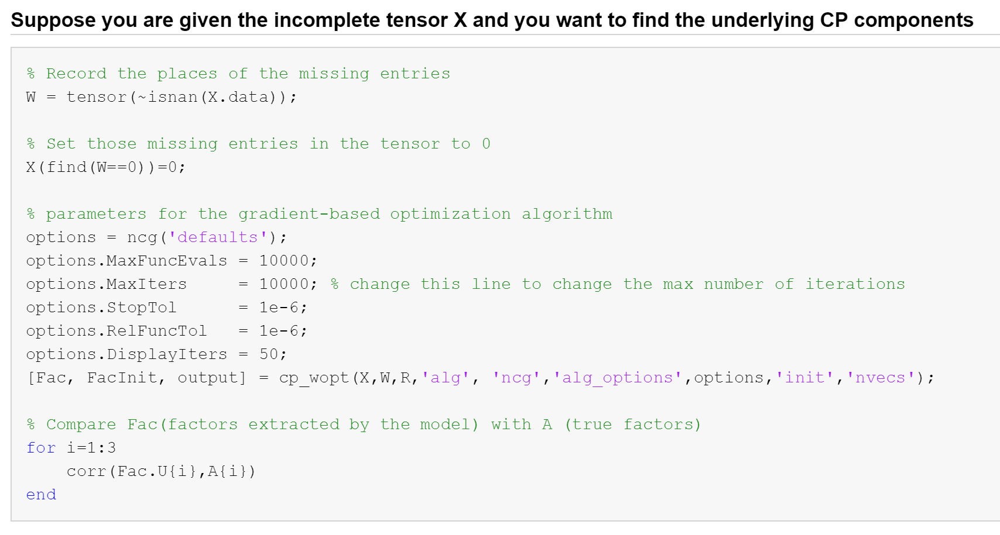 Suppose you are given the incomplete tensor X and you want to find the underlying CP components
% Record the places of the missing entries
W = tensor(~isnan(X.data));
% Set those missing entries in the tensor to 0
X(find(W==0))=0;
% parameters for the gradient-based optimization algorithm
options = ncg('defaults');
options.MaxFuncEvals = 10000;
options.MaxIters     = 10000; % change this line to change the max number of iterations
options.StopTol      = 1e-6;
options.RelFuncTol   = 1e-6;
options.DisplayIters = 50;
[Fac, FacInit, output] = cp_wopt(X,W,R,'alg', 'ncg','alg_options',options,'init','nvecs');
% Compare Fac(factors extracted by the model) with A (true factors)
for i=1:3
    corr(Fac.U{i},A{i})
end